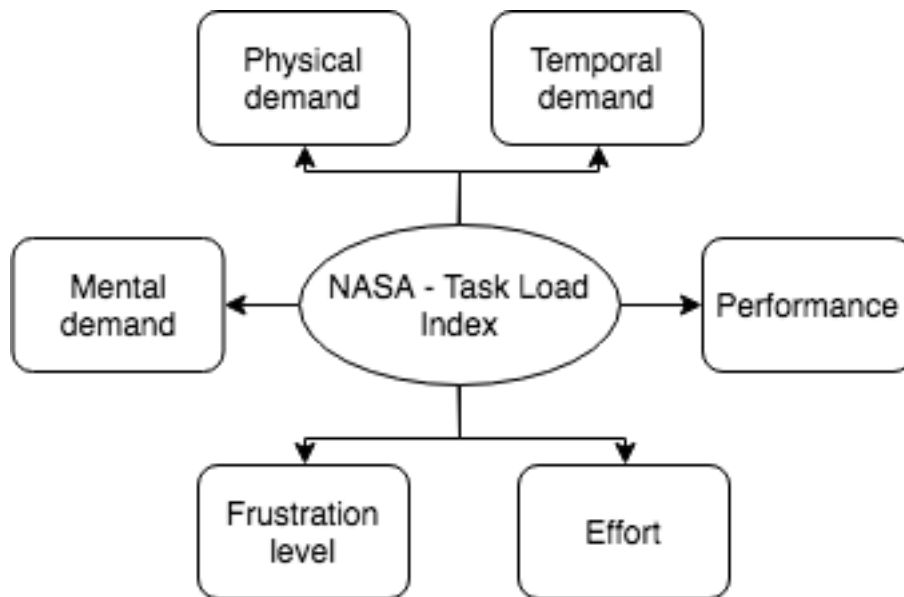 Physical
demand
Temporal
demand
Mental
demand
NASA - Task Load
Index
Performance
Frustration
level
Effort